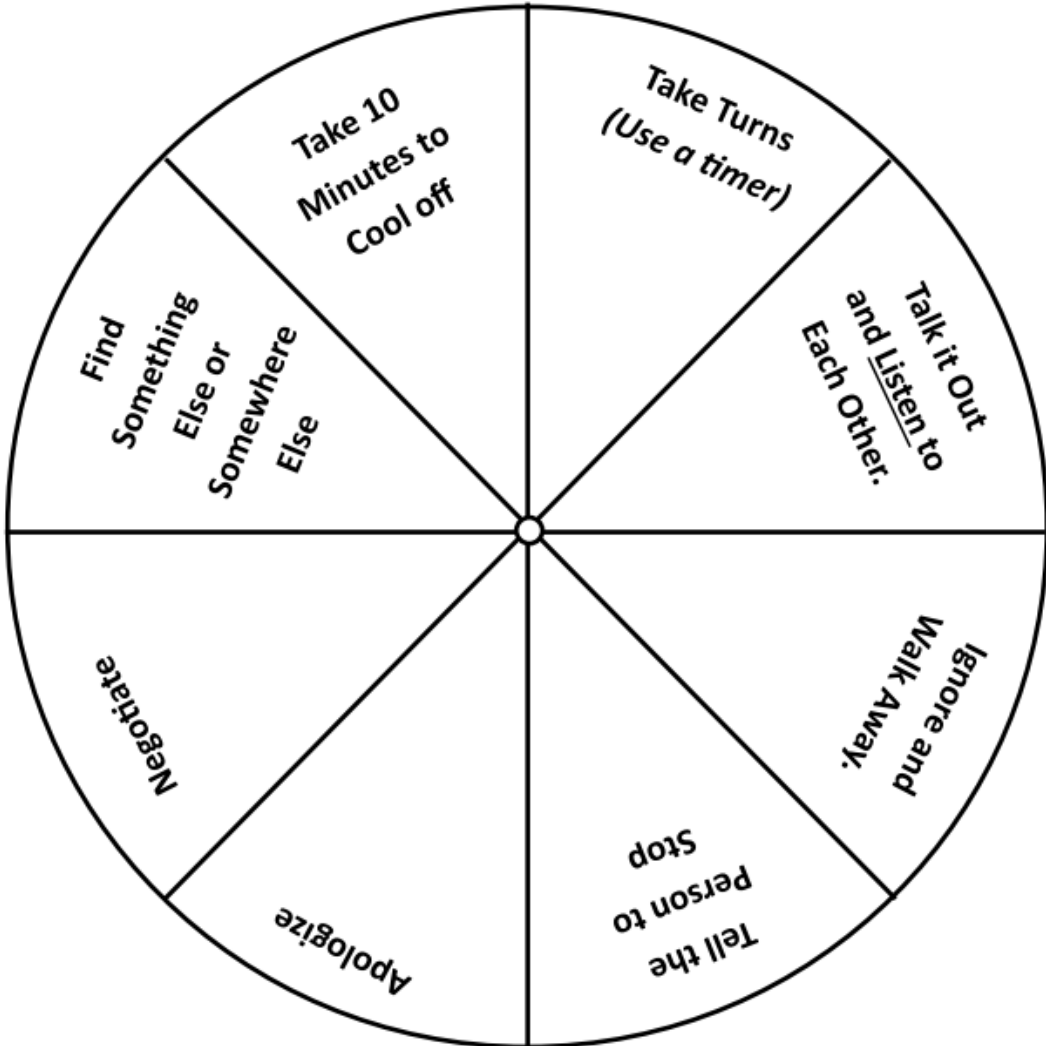 Take Turns
(Use a timer)
Talk it Out
and Listen to
Each Other.
Ignore and
Walk Away.
Tell the
Person to
Stop
Apologize
Negotiate
Find
Something
Else or
Somewhere
Else
Take 10
Minutes to
Cool off